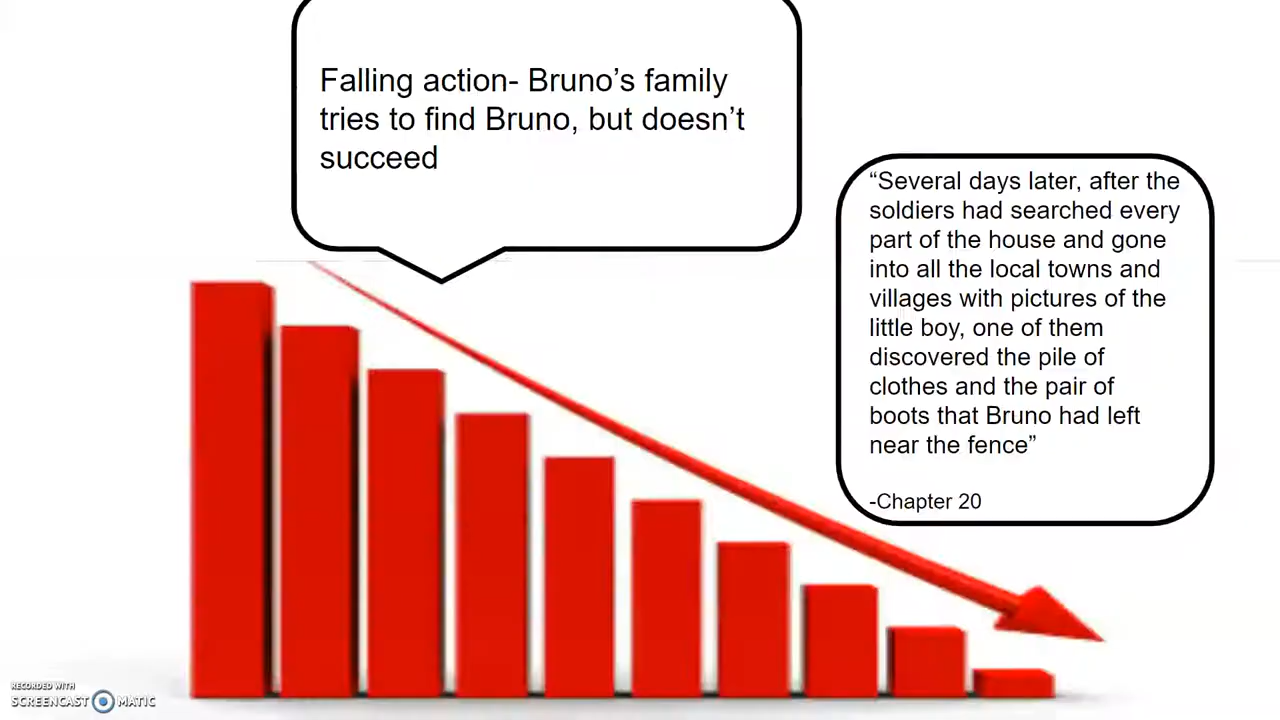 Falling action- Bruno’s family
tries to find Bruno, but doesn’t
succeed
“Several days later, after the
soldiers had searched every
part of the house and gone
into all the local towns and
villages with pictures of the
little boy, one of them
discovered the pile of
clothes and the pair of
boots that Bruno had left
near the fence”
-Chapter 20
RECORDED WITH
SCREENCAST MATIC